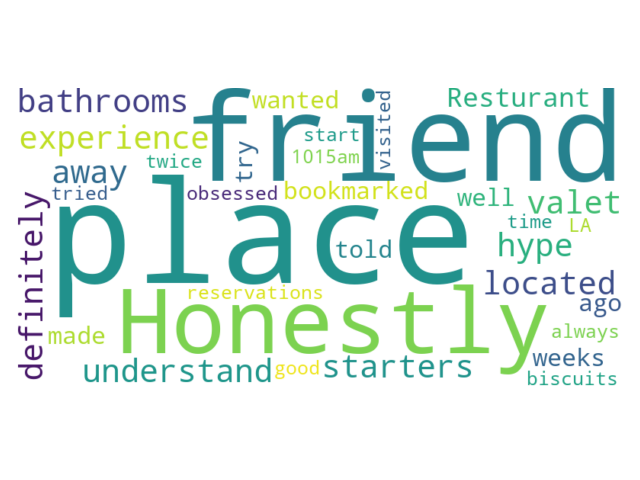 bathrooms
friend
wanted
visited
Resturant
experience
start
try
1015am
away
twice
tried
obsessed
bookmarked
well
valet
definitely
place
told
time
LA
hype
located
reservations
Honestly
ago
made
always
understand
good
starters
weeks
biscuits